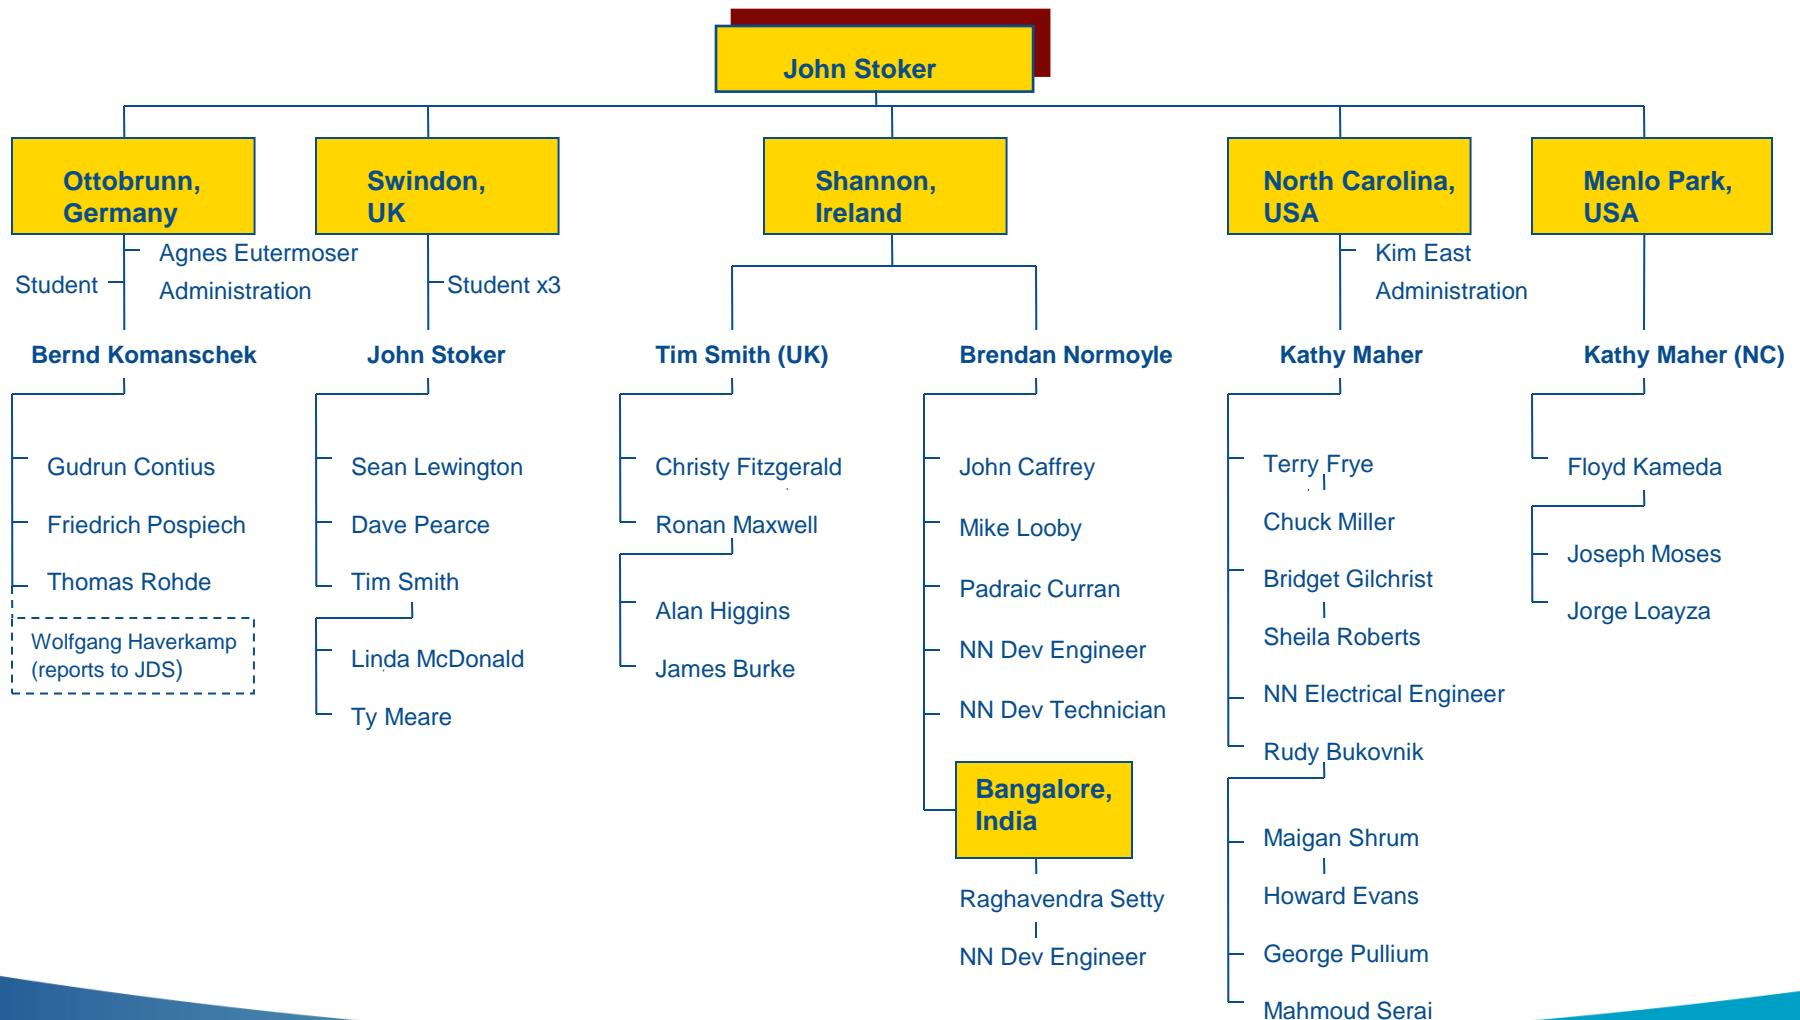 John Stoker
Ottobrunn,
Germany
Swindon,
UK
Shannon,
Ireland
North Carolina,
USA
Menlo Park,
USA
Student
Agnes Eutermoser
Administration
Student x3
Kim East
Administration
Bernd Komanschek
John Stoker
Tim Smith (UK)
Brendan Normoyle
Kathy Maher
Kathy Maher (NC)
Gudrun Contius
Friedrich Pospiech
Thomas Rohde
Wolfgang Haverkamp
(reports to JDS)
Sean Lewington
Dave Pearce
Tim Smith
Linda McDonald
Ty Meare
Christy Fitzgerald
Ronan Maxwell
Alan Higgins
James Burke
John Caffrey
Mike Looby
Padraic Curran
NN Dev Engineer
NN Dev Technician
Bangalore,
India
Raghavendra Setty
NN Dev Engineer
Terry Frye
Chuck Miller
Bridget Gilchrist
Sheila Roberts
NN Electrical Engineer
Rudy Bukovnik
Maigan Shrum
Howard Evans
George Pullium
Mahmoud Seraj
Floyd Kameda
Joseph Moses
Jorge Loayza